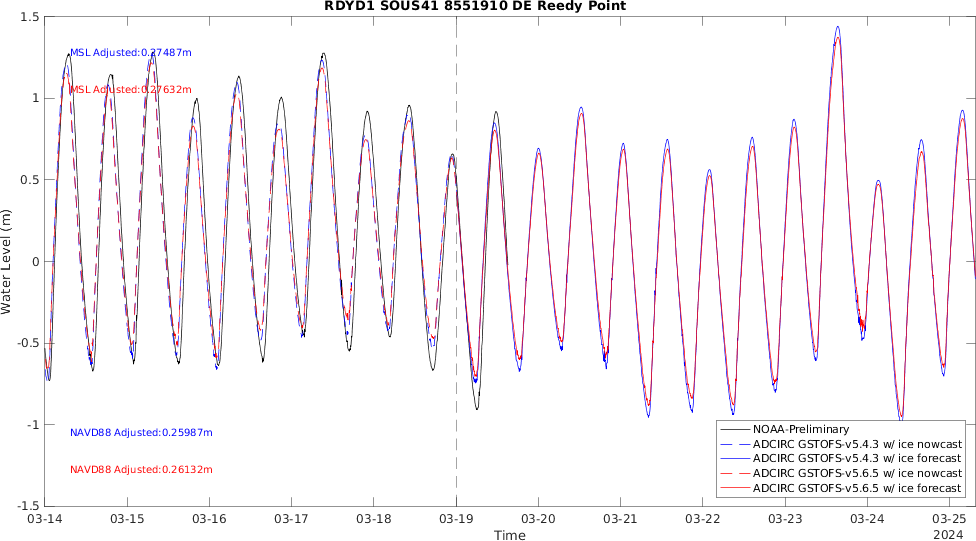 RDYD1 SOUS41 8551910 DE Reedy Point
1.5
1
0.5
0
-0.5
-1
-1.5
Water Level (m)
MSL Adjusted:0.27487m
MSL Adjusted:0.27632m
NAVD88 Adjusted:0.25987m
NAVD88 Adjusted:0.26132m
NOAA-Preliminary
ADCIRC GSTOFS-v5.4.3 w/ ice nowcast
ADCIRC GSTOFS-v5.4.3 w/ ice forecast
ADCIRC GSTOFS-v5.6.5 w/ ice nowcast
ADCIRC GSTOFS-v5.6.5 w/ ice forecast
03-14 03-15 03-16 03-17 03-18 03-19 03-20 03-21 03-22 03-23 03-24 03-25
Time
2024